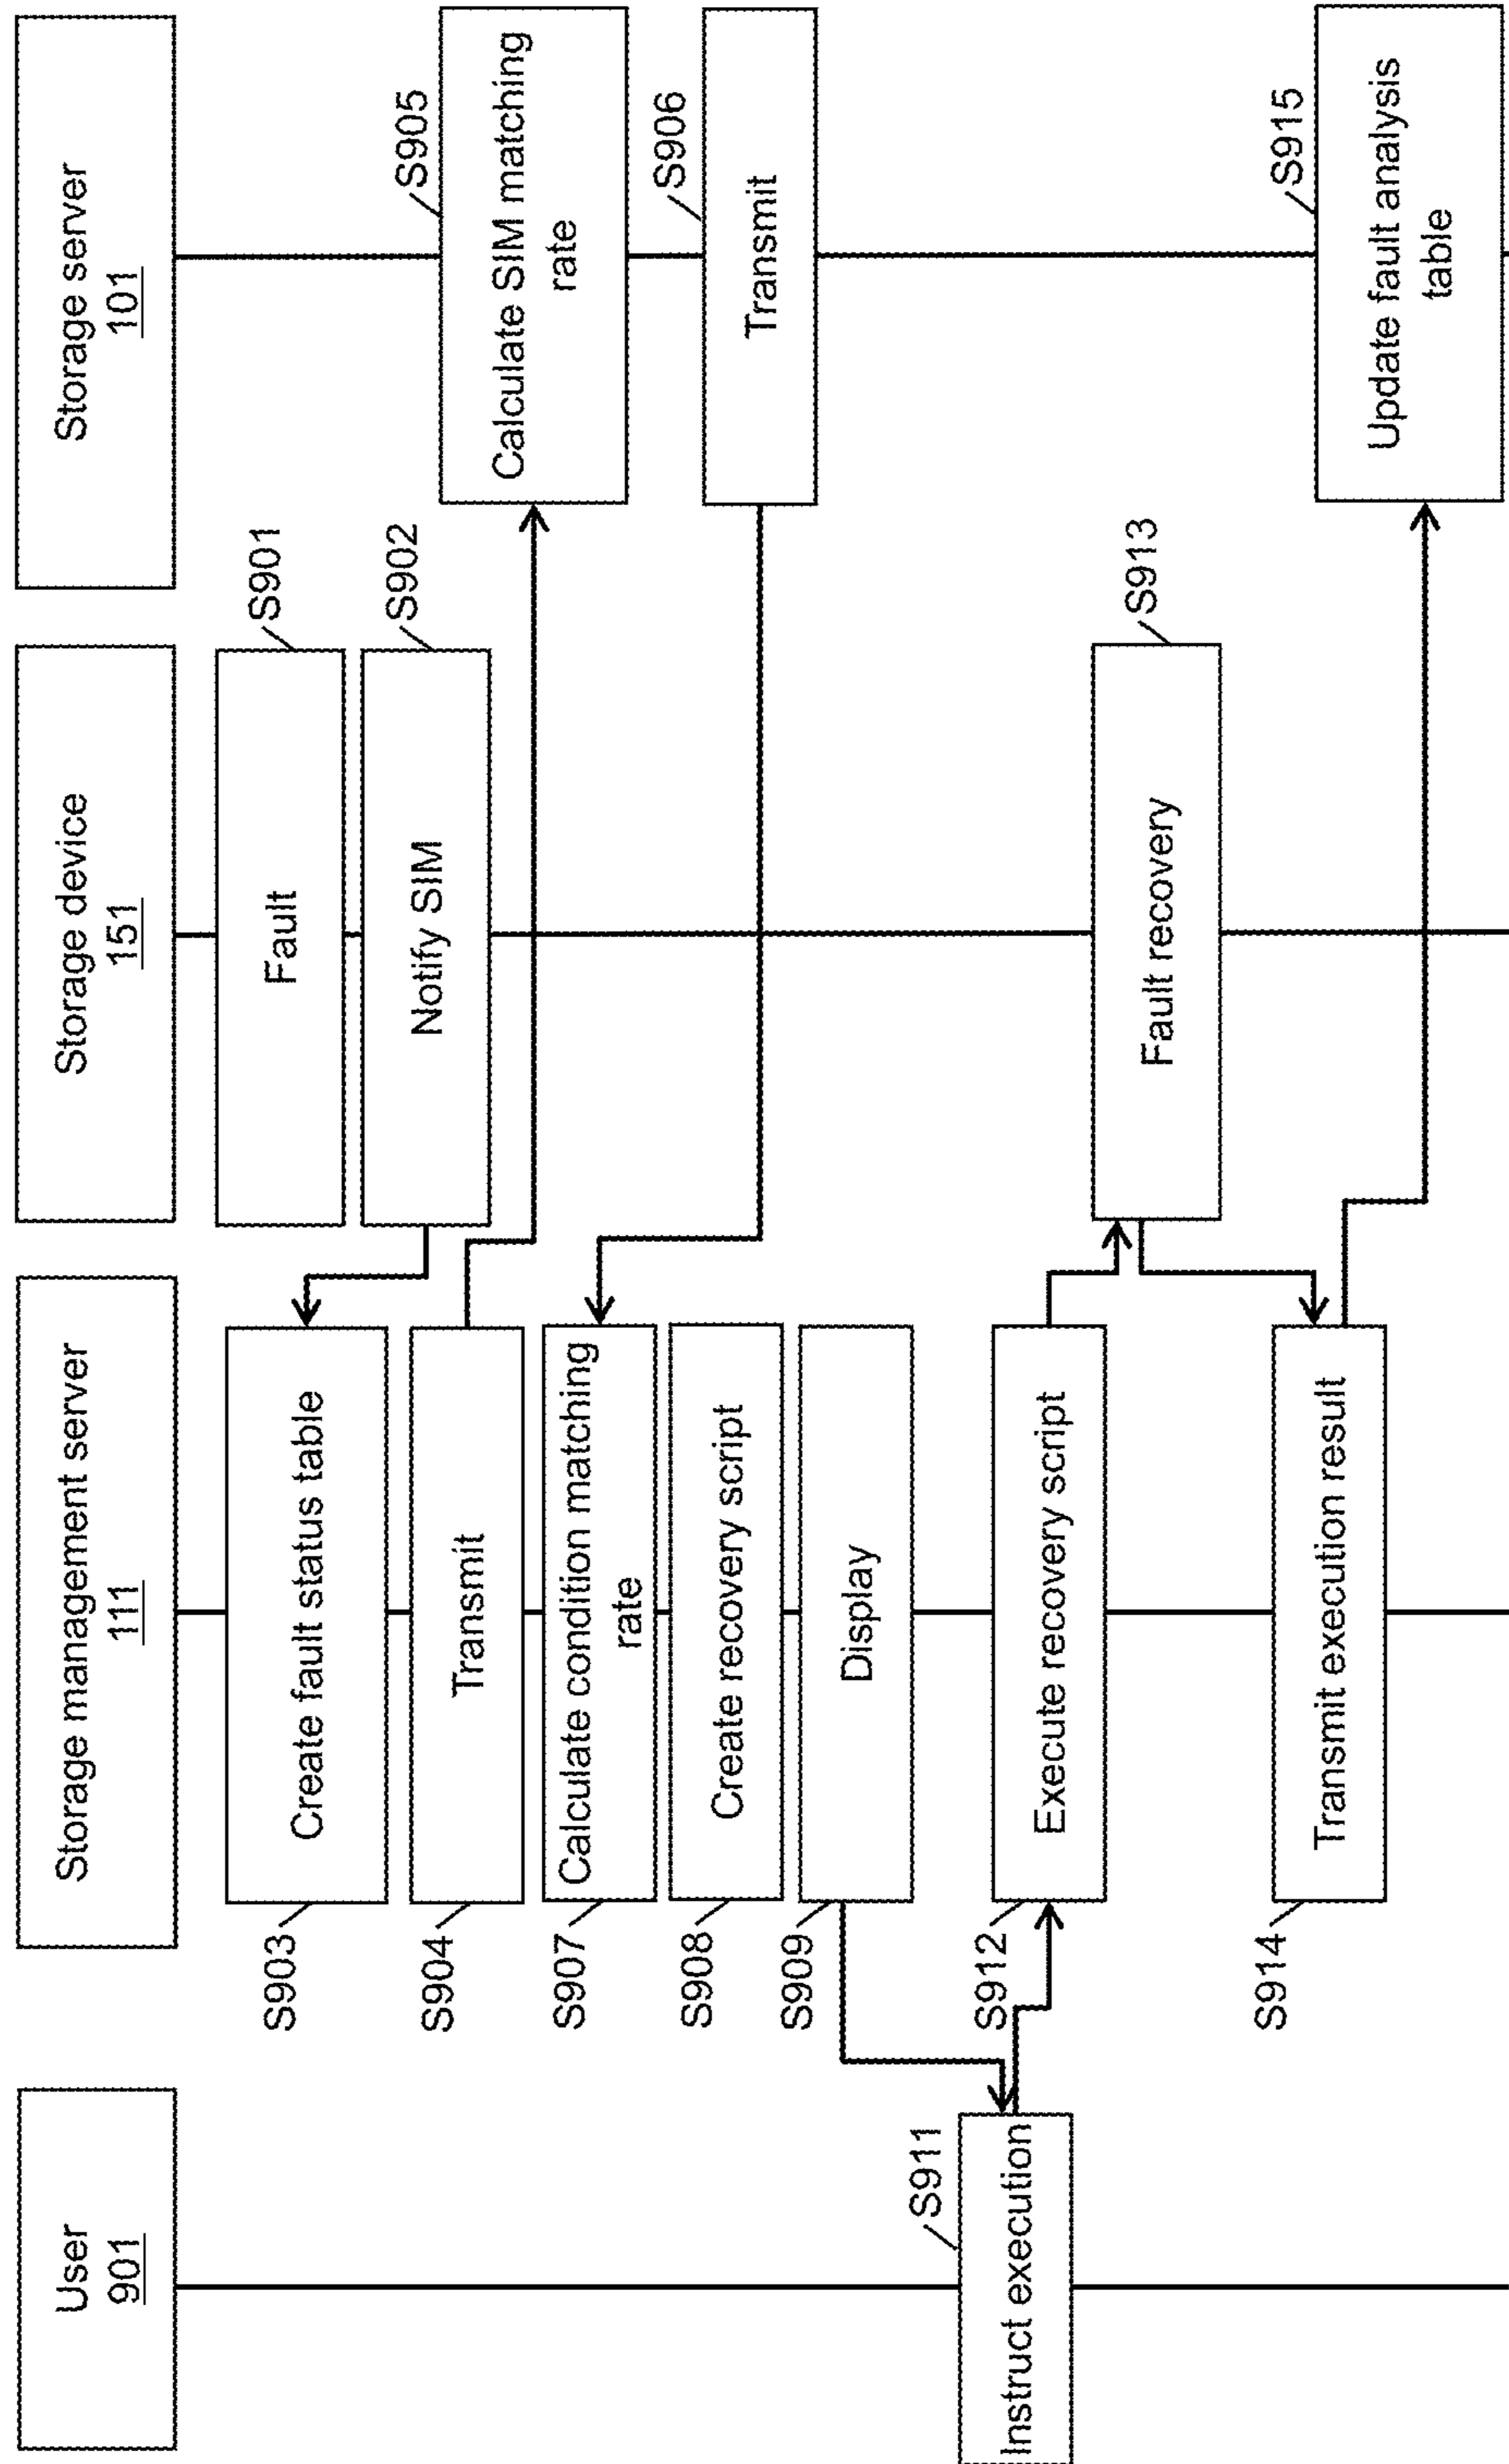 User
901
Storage management server
111
Storage device
151
Storage server
101
Fault
S901
Notify SIM
S902
S903
Create fault status table
S904
Transmit
Calculate SIM matching
rate
S905
Transmit
S906
S907
Calculate condition matching
rate
S908
Create recovery script
S909
Display
S911
Instruct execution
S912
Execute recovery script
Fault recovery
S913
S914
Transmit execution result
Update fault analysis
table
S915